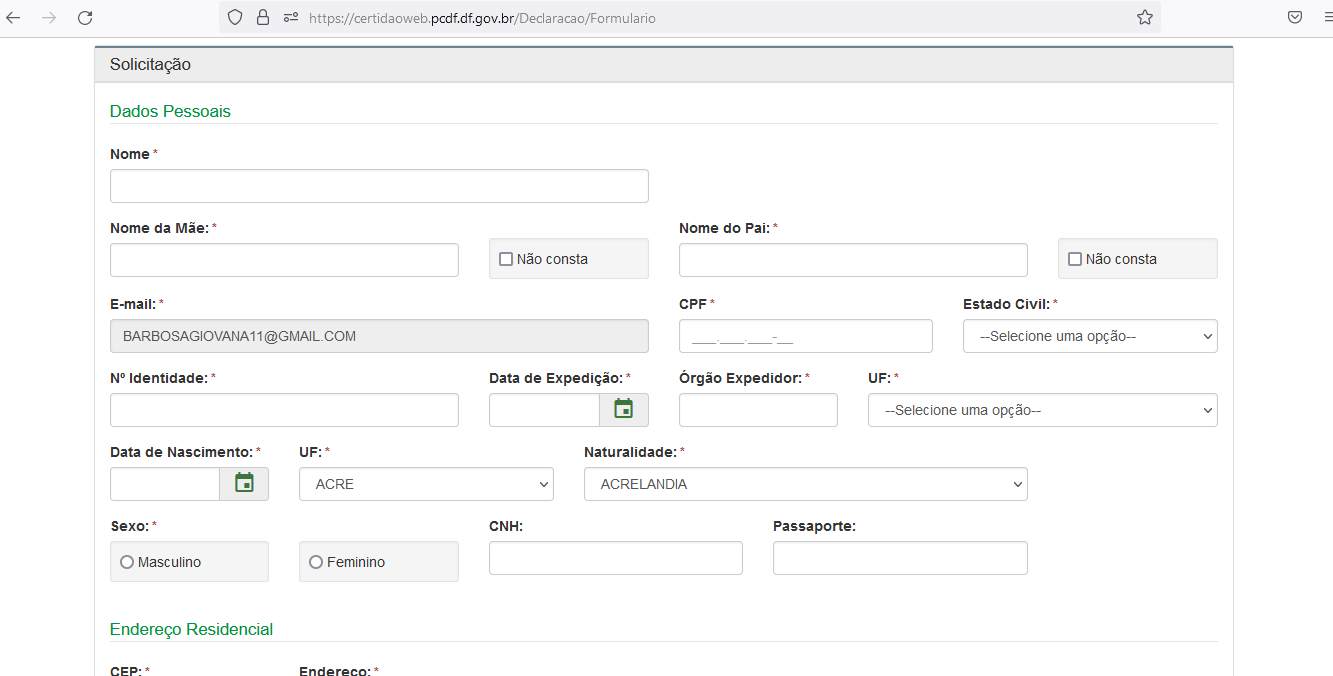 https://certidaoweb.pcdf.df.gov.br/Declaracao/Formulario
Solicitação
Dados Pessoais
Nome *
Nome da Mãe: * Nome do Pai: *
Não consta Não consta
E-mail: * CPF * Estado Civil: *
BARBOSAGIOVANA11@GMAIL.COM ___.___.___-__ --Selecione uma opção--
Nº Identidade: * Data de Expedição: * Órgão Expedidor: * UF: *
--Selecione uma opção--
Data de Nascimento: * UF: * Naturalidade: *
ACRE ACRELANDIA
Sexo: * CNH: Passaporte:
Masculino Feminino
Endereço Residencial
CEP: * Endereço: *